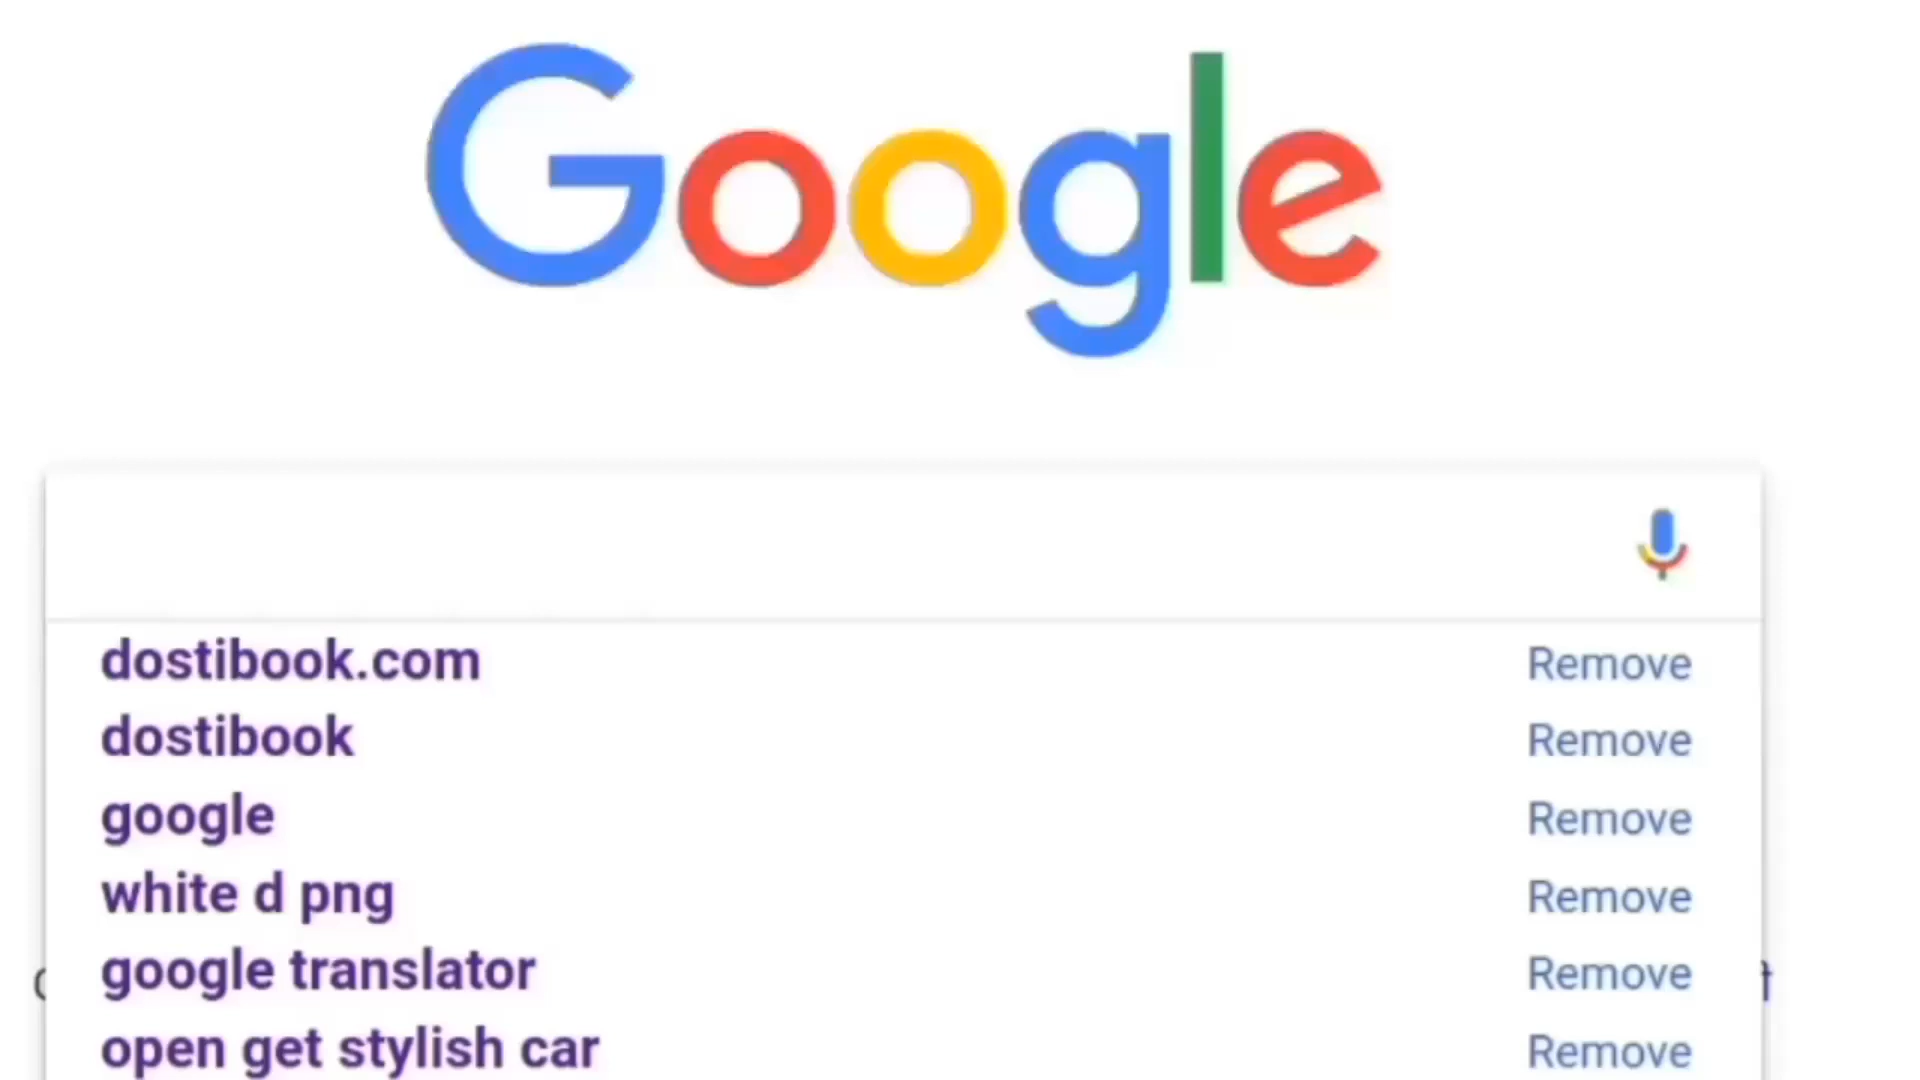 Google
dostibook.com Remove
dostibook Remove
google Remove
white d png Remove
google translator Remove
open get stylish car Remove